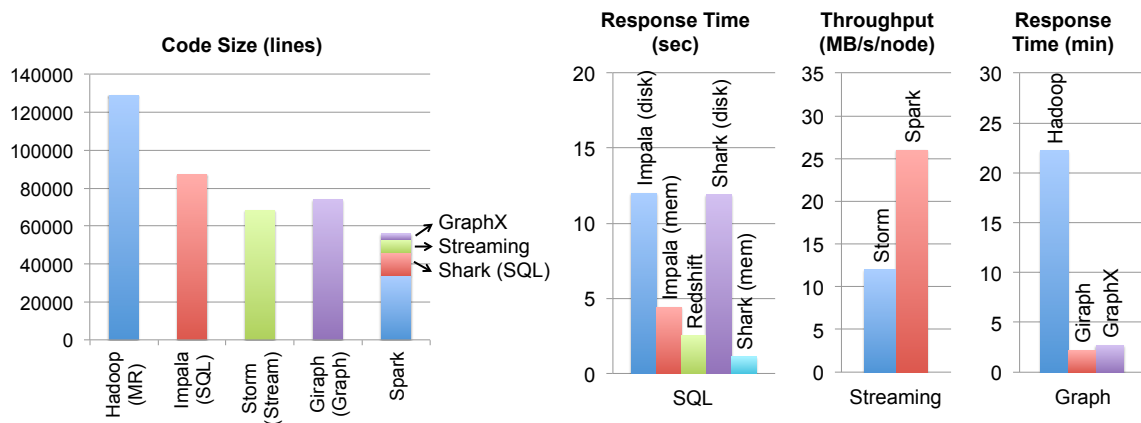 Code Size (lines)
140000
120000
100000
80000
60000
40000
20000
0
Hadoop
(MR)
Impala
(SQL)
Storm
(Stream)
Giraph
(Graph)
Spark
GraphX
Streaming
Shark (SQL)
Response Time
(sec)
20
15
10
5
0
Impala (disk)
Impala (mem)
Redshift
Shark (disk)
Shark (mem)
SQL
Throughput
(MB/s/node)
35
30
25
20
15
10
5
0
Storm
Spark
Streaming
Response
Time (min)
30
25
20
15
10
5
0
Hadoop
Giraph
GraphX
Graph